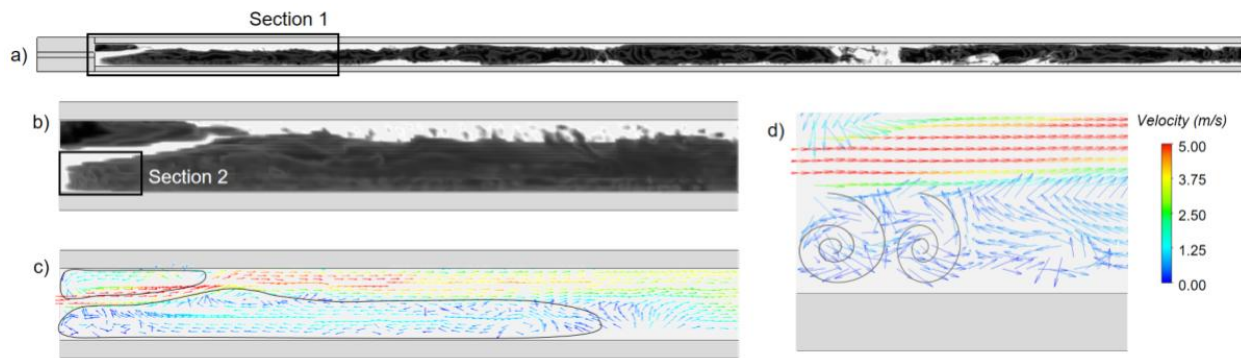 Section 1
a)
b)
Section 2
c)
d)
Velocity (m/s)
5.00
3.75
2.50
1.25
0.00